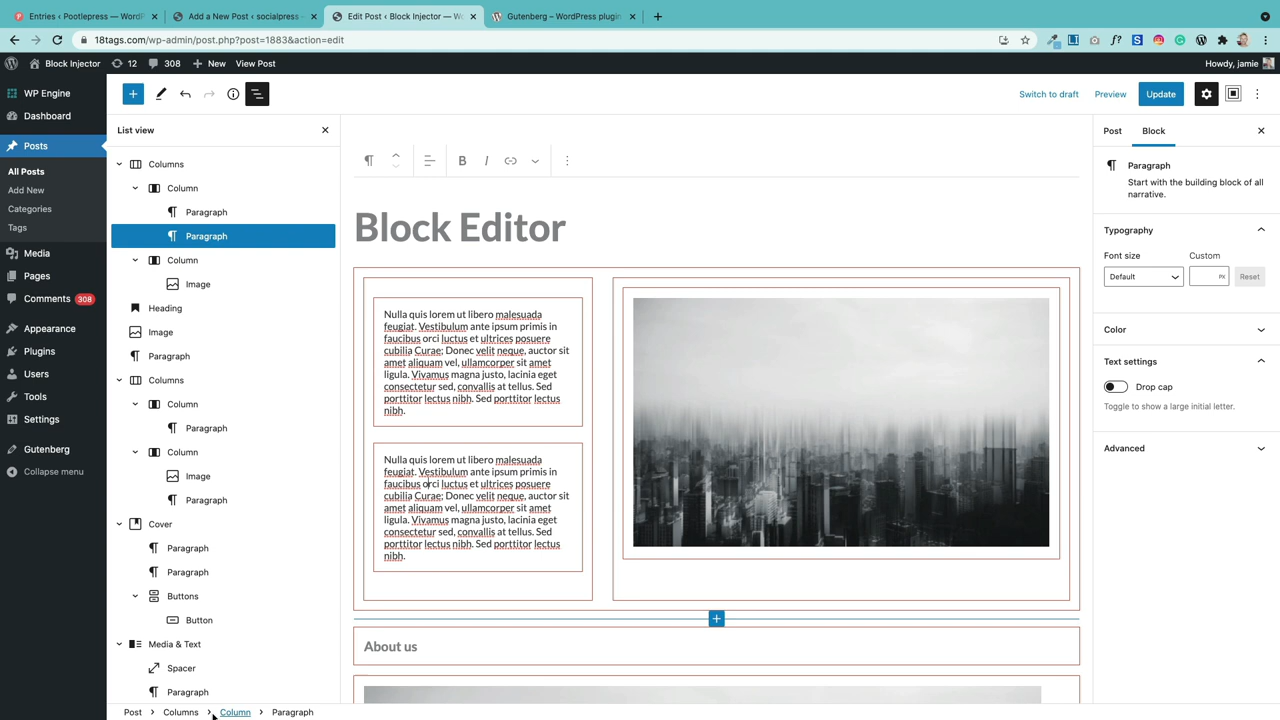 Entries ‹ Pootlepress — WordP
Add a New Post ‹ socialpress –
Edit Post ‹ Block Injector — Wo
Gutenberg – WordPress plugin
18tags.com/wp-admin/post.php?post=1883&action=edit
Block Injector
12
308
New
View Post
Howdy, jamie
WP Engine
Dashboard
Posts
All Posts
Add New
Categories
Tags
Media
Pages
Comments 308
Appearance
Plugins
Users
Tools
Settings
Gutenberg
Collapse menu
Switch to draft
Preview
Update
List view
Columns
Column
Paragraph
Paragraph
Column
Image
Heading
Image
Paragraph
Columns
Column
Paragraph
Column
Image
Paragraph
Cover
Paragraph
Paragraph
Buttons
Button
Media & Text
Spacer
Paragraph
B I
Block Editor
Nulla quis lorem ut libero malesuada
feugiat. Vestibulum ante ipsum primis in
faucibus orci luctus et ultrices posuere
cubilia Curae; Donec velit neque, auctor sit
amet aliquam vel, ullamcorper sit amet
ligula. Vivamus magna justo, lacinia eget
consectetur sed, convallis at tellus. Sed
porttitor lectus nibh. Sed porttitor lectus
nibh.
Nulla quis lorem ut libero malesuada
feugiat. Vestibulum ante ipsum primis in
faucibus orci luctus et ultrices posuere
cubilia Curae; Donec velit neque, auctor sit
amet aliquam vel, ullamcorper sit amet
ligula. Vivamus magna justo, lacinia eget
consectetur sed, convallis at tellus. Sed
porttitor lectus nibh. Sed porttitor lectus
nibh.
About us
Post
Block
Paragraph
Start with the building block of all
narrative.
Typography
Font size
Custom
Default
PX
Reset
Color
Text settings
Drop cap
Toggle to show a large initial letter.
Advanced
Post > Columns > Column > Paragraph